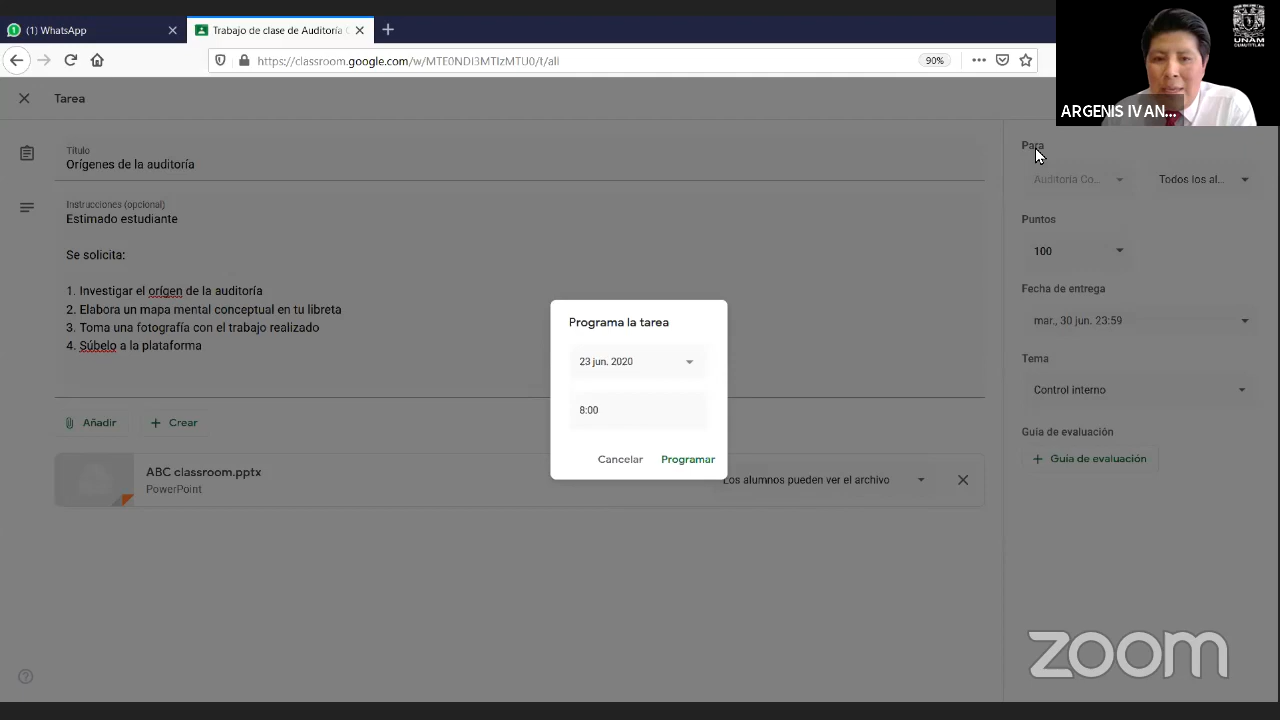 (1) WhatsApp
Trabajo de clase de Auditoría
https://classroom.google.com/w/MTE0NDI3MTIzMTU0/t/all
90%
UNAM
CUAUTITLÁN
ARGENIS IVAN...
Tarea
Título
Orígenes de la auditoría
Instrucciones (opcional)
Estimado estudiante
Se solicita:
1. Investigar el orígen de la auditoría
2. Elabora un mapa mental conceptual en tu libreta
3. Toma una fotografía con el trabajo realizado
4. Súbelo a la plataforma
Añadir
Crear
ABC classroom.pptx
PowerPoint
Los alumnos pueden ver el archivo
Programa la tarea
23 jun. 2020
8:00
Cancelar Programar
Para
Auditoría Co... Todos los al...
Puntos
100
Fecha de entrega
mar., 30 jun. 23:59
Tema
Control interno
Guía de evaluación
Guía de evaluación
zoom